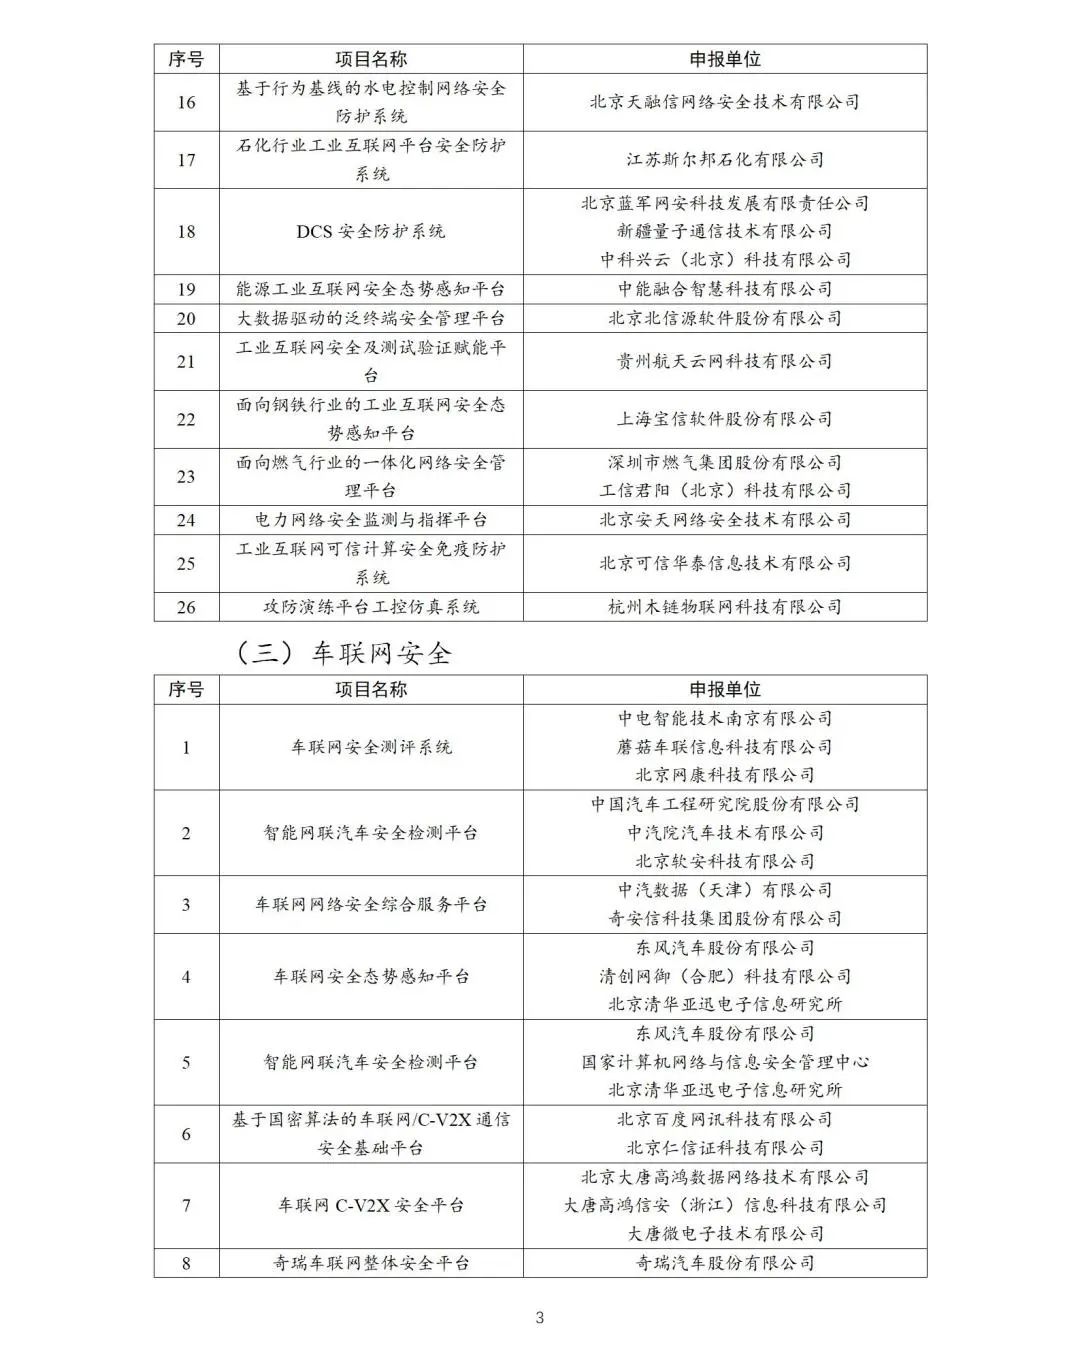 序号 项目名称 申报单位
16 基于行为基线的水电控制网络安全
防护系统 北京天融信网络安全技术有限公司
17 石化行业工业互联网平台安全防护
系统 江苏斯尔邦石化有限公司
18 DCS 安全防护系统 北京蓝军网安科技发展有限责任公司
新疆量子通信技术有限公司
中科兴云（北京）科技有限公司
19 能源工业互联网安全态势感知平台 中能融合智慧科技有限公司
20 大数据驱动的泛终端安全管理平台 北京北信源软件股份有限公司
21 工业互联网安全及测试验证赋能平
台 贵州航天云网科技有限公司
22 面向钢铁行业的工业互联网安全态
势感知平台 上海宝信软件股份有限公司
23 面向燃气行业的一体化网络安全管
理平台 深圳市燃气集团股份有限公司
工信君阳（北京）科技有限公司
24 电力网络安全监测与指挥平台 北京安天网络安全技术有限公司
25 工业互联网可信计算安全免疫防护
系统 北京可信华泰信息技术有限公司
26 攻防演练平台工控仿真系统 杭州木链物联网科技有限公司
（三）车联网安全
序号 项目名称 申报单位
1 车联网安全测评系统 中电智能技术南京有限公司
蘑菇车联信息科技有限公司
北京网康科技有限公司
2 智能网联汽车安全检测平台 中国汽车工程研究院股份有限公司
中汽院汽车技术有限公司
北京软安科技有限公司
3 车联网网络安全综合服务平台 中汽数据（天津）有限公司
奇安信科技集团股份有限公司
4 车联网安全态势感知平台 东风汽车股份有限公司
清创网御（合肥）科技有限公司
北京清华亚迅电子信息研究所
5 智能网联汽车安全检测平台 东风汽车股份有限公司
国家计算机网络与信息安全管理中心
北京清华亚迅电子信息研究所
6 基于国密算法的车联网/C-V2X 通信
安全基础平台 北京百度网讯科技有限公司
北京仁信证科技有限公司
7 车联网 C-V2X 安全平台 北京大唐高鸿数据网络技术有限公司
大唐高鸿信安（浙江）信息科技有限公司
大唐微电子技术有限公司
8 奇瑞车联网整体安全平台 奇瑞汽车股份有限公司
3